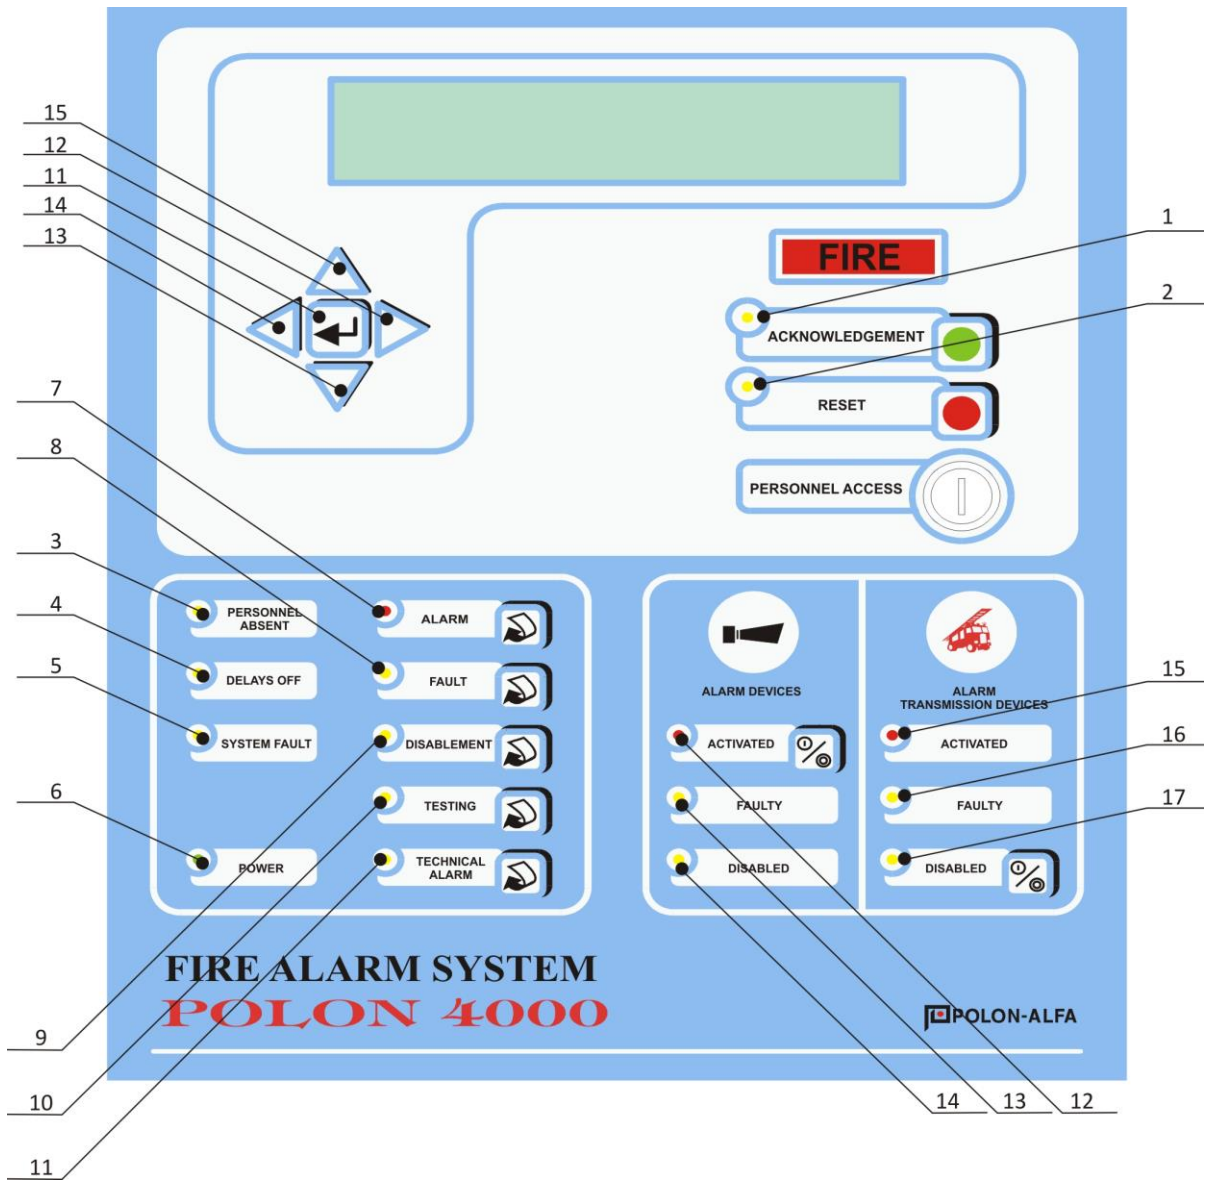 15
12
11
14
13
FIRE
1
2
ACKNOWLEDGEMENT
RESET
PERSONNEL ACCESS
7
8
3
4
5
6
PERSONNEL
ABSENT
DELAYS OFF
SYSTEM FAULT
POWER
ALARM
FAULT
DISABLEMENT
TESTING
TECHNICAL
ALARM
ALARM DEVICES
ACTIVATED
FAULTY
DISABLED
ALARM
TRANSMISSION DEVICES
ACTIVATED
FAULTY
DISABLED
15
16
17
FIRE ALARM SYSTEM
POLON 4000
POLON-ALFA
9
10
11
14
13
12